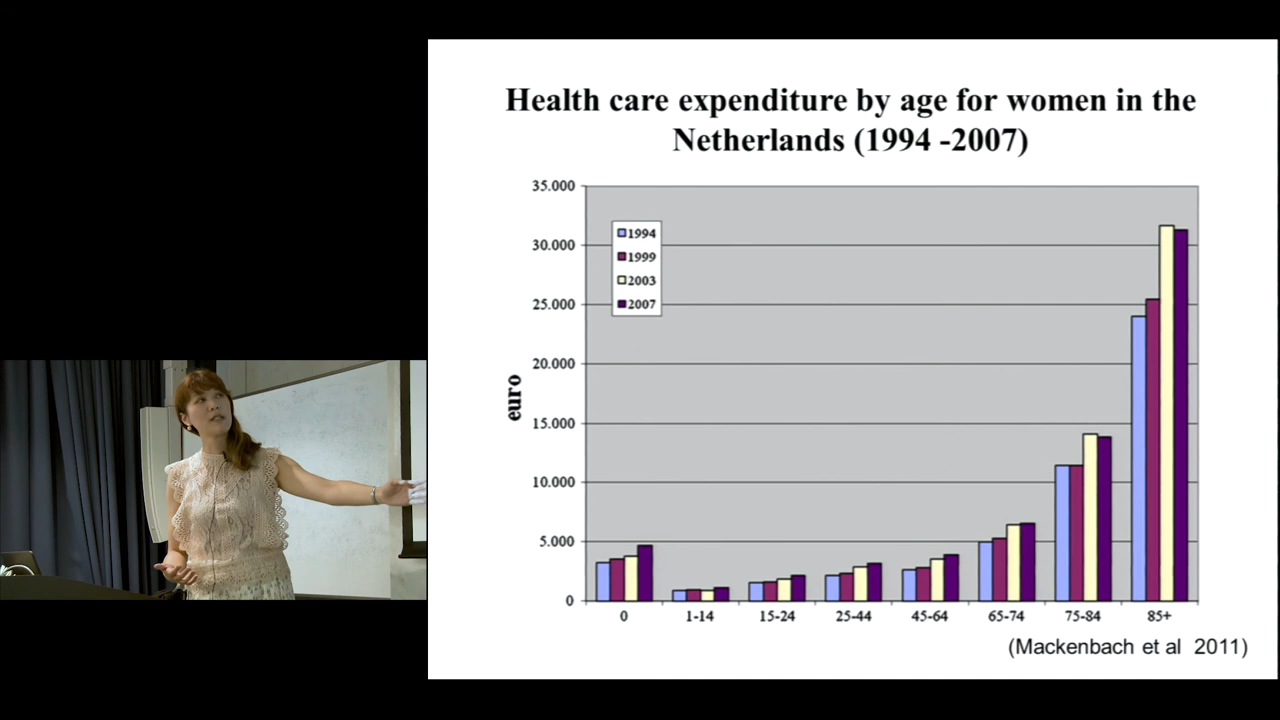 Health care expenditure by age for women in the
Netherlands (1994 -2007)
35.000
30.000
25.000
20.000
15.000
10.000
5.000
0
euro
1994
1999
2003
2007
0 1-14 15-24 25-44 45-64 65-74 75-84 85+
(Mackenbach et al 2011)